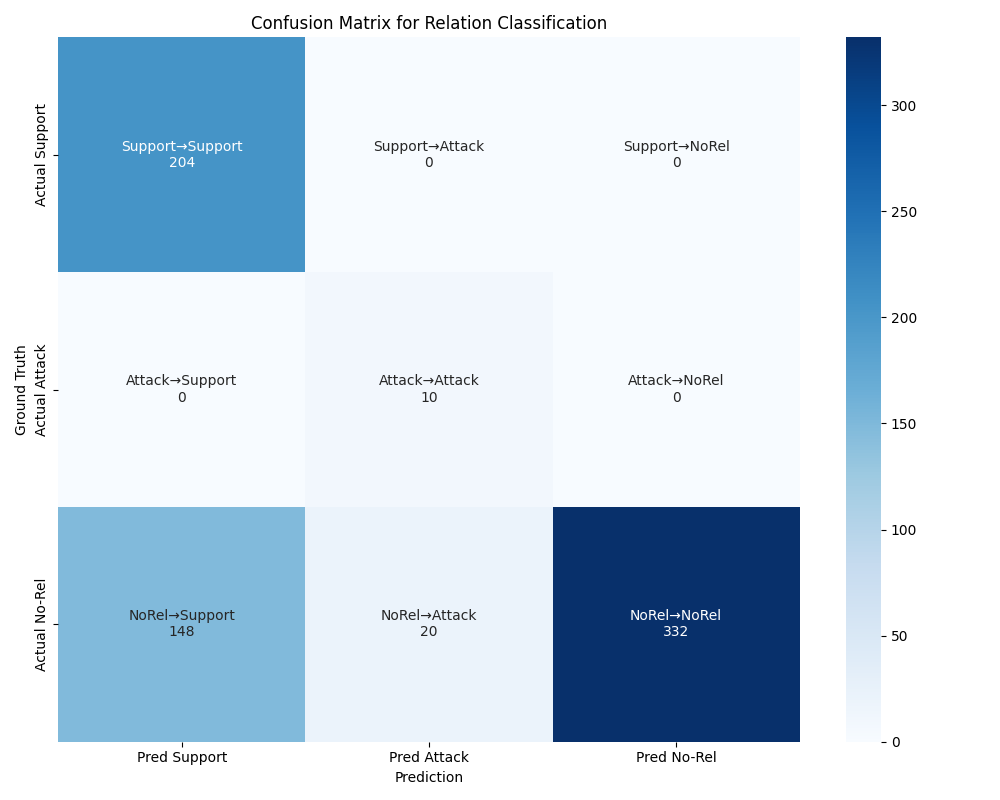 Confusion Matrix for Relation Classification
Ground Truth
Actual Support
Support→Support
204
Support→Attack
0
Support→NoRel
0
Actual Attack
Attack→Support
0
Attack→Attack
10
Attack→NoRel
0
Actual No-Rel
NoRel→Support
148
NoRel→Attack
20
NoRel→NoRel
332
Pred Support
Pred Attack
Pred No-Rel
Prediction
300
250
200
150
100
50
0